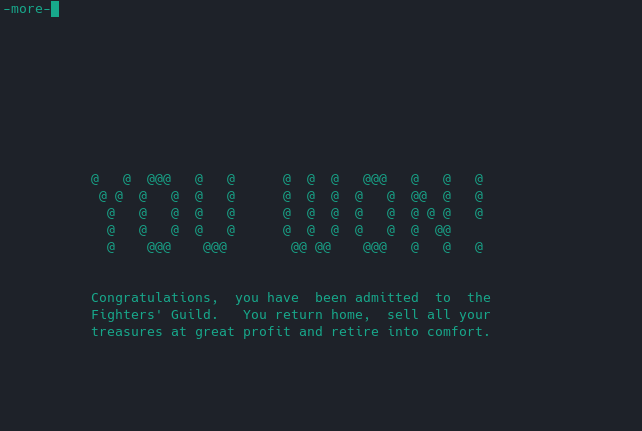 -more-
@   @  @@@   @   @      @  @  @   @@@   @   @   @
 @ @  @   @  @   @      @  @  @  @   @  @@  @   @
  @   @   @  @   @      @  @  @  @   @  @ @ @   @
  @   @   @  @   @      @  @  @  @   @  @  @@
  @    @@@    @@@        @@ @@    @@@   @   @   @
Congratulations,  you have  been admitted  to  the
Fighters' Guild.   You return home,  sell all your
treasures at great profit and retire into comfort.